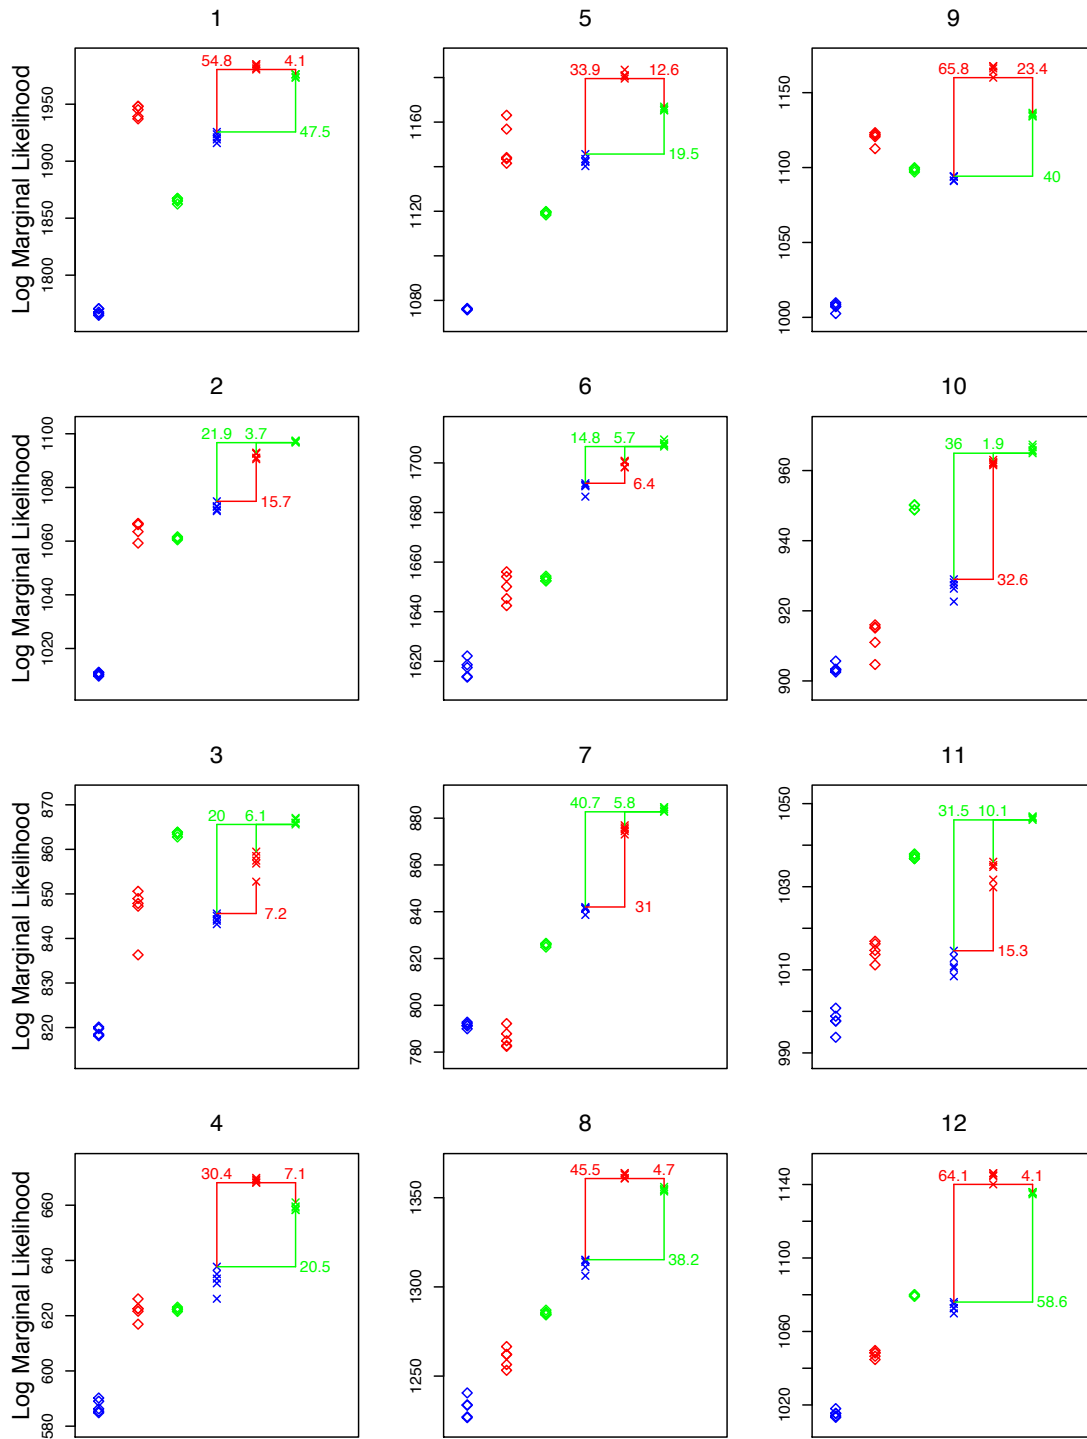 1 5 9
54.8 4.1 33.9 12.6 65.8 23.4
47.5 19.5 40
Log Marginal Likelihood
1800 1850 1900 1950
1080 1120 1160
1000 1050 1100 1150
2 6 10
21.9 3.7 14.8 5.7 36 1.9
15.7 6.4 32.6
Log Marginal Likelihood
1020 1040 1060 1080 1100
1620 1640 1660 1680 1700
900 920 940 960
3 7 11
20 6.1 40.7 5.8 31.5 10.1
7.2 31 15.3
Log Marginal Likelihood
820 830 840 850 860 870
780 800 820 840 860 880
990 1010 1030 1050
4 8 12
30.4 7.1 45.5 4.7 64.1 4.1
20.5 38.2 58.6
Log Marginal Likelihood
580 600 620 640 660
1250 1300 1350
1020 1060 1100 1140